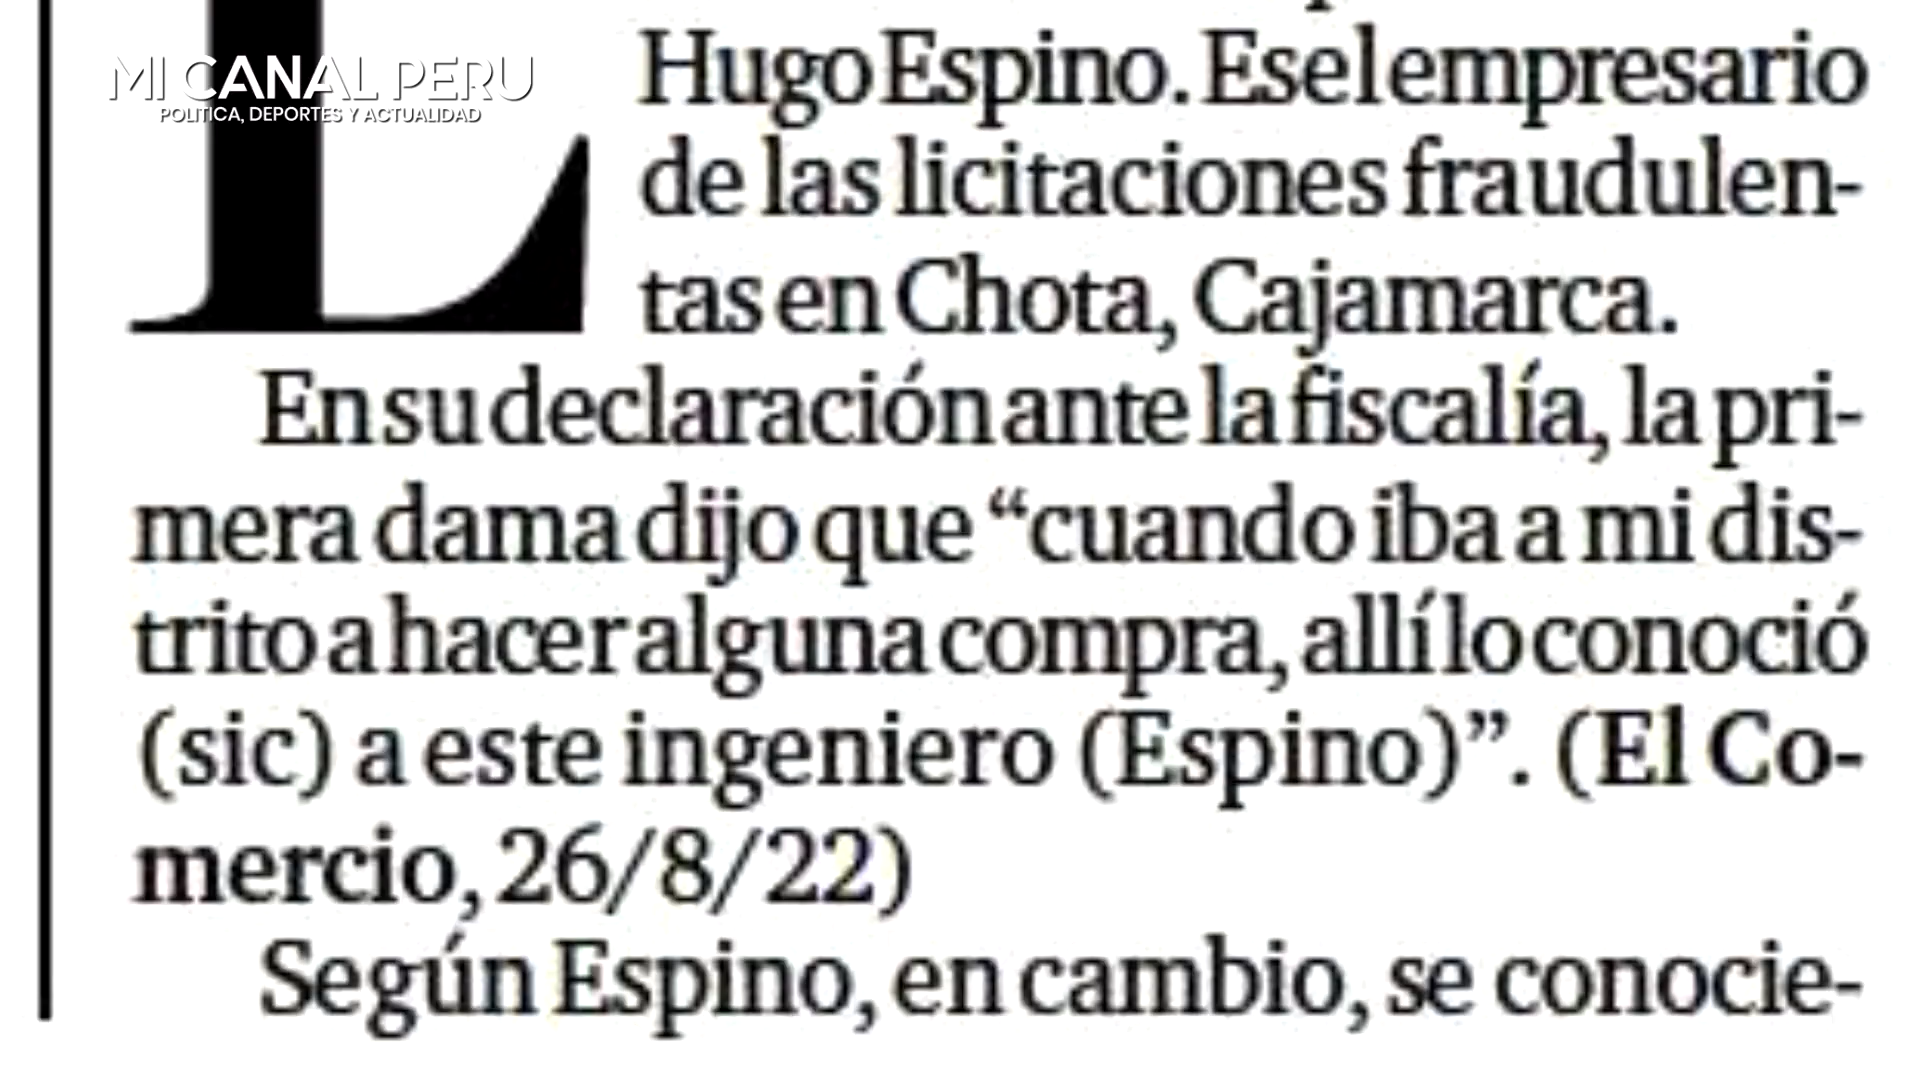 MI CANAL PERU
POLITICA, DEPORTES Y ACTUALIDAD
L
Hugo Espino. Es el empresario
de las licitaciones fraudulen-
tas en Chota, Cajamarca.
En su declaración ante la fiscalía, la pri-
mera dama dijo que “cuando iba a mi dis-
trito a hacer alguna compra, allí lo conoció
(sic) a este ingeniero (Espino)”. (El Co-
mercio, 26/8/22)
Según Espino, en cambio, se conocie-